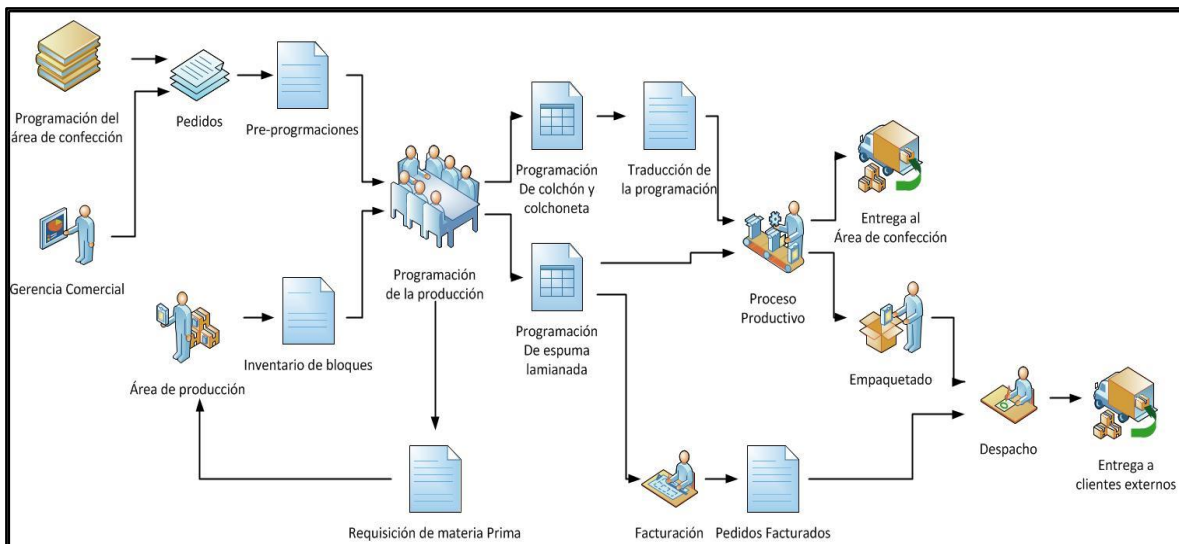 Programación del
área de confección
Pedidos
Pre-progrmaciones
Gerencia Comercial
Área de producción
Inventario de bloques
Programación
de la producción
Programación
De colchón y
colchoneta
Traducción de
la programación
Programación
De espuma
lamianada
Proceso
Productivo
Entrega al
Área de confección
Empaquetado
Despacho
Entrega a
clientes externos
Requisición de materia Prima
Facturación
Pedidos Facturados